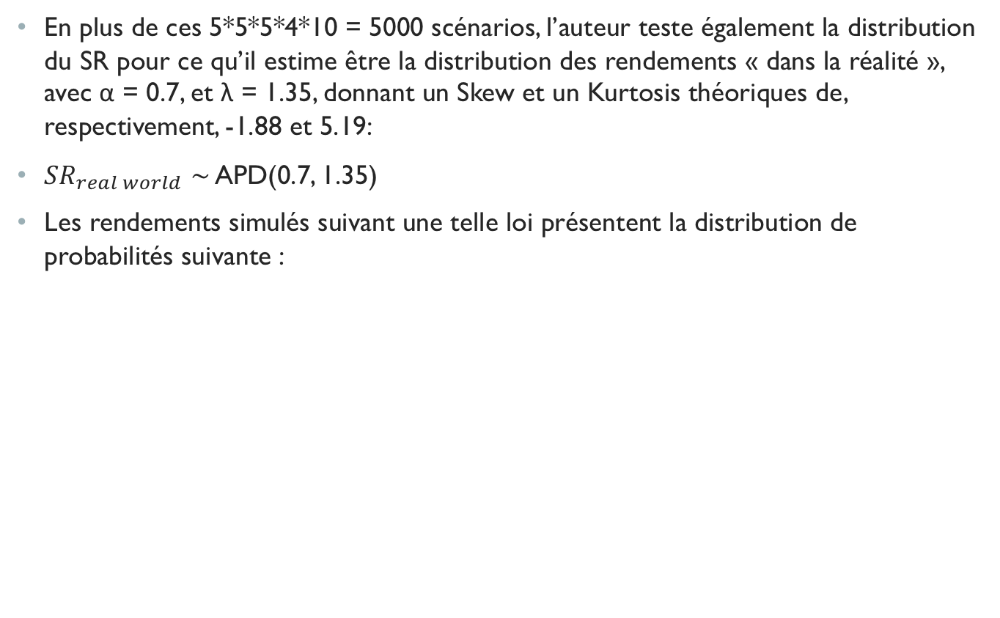 • En plus de ces 5*5*5*4*10 = 5000 scénarios, l’auteur teste également la distribution
du SR pour ce qu’il estime être la distribution des rendements « dans la réalité »,
avec α = 0.7, et λ = 1.35, donnant un Skew et un Kurtosis théoriques de,
respectivement, -1.88 et 5.19:
• SR_real world ~ APD(0.7, 1.35)
• Les rendements simulés suivant une telle loi présentent la distribution de
probabilités suivante :